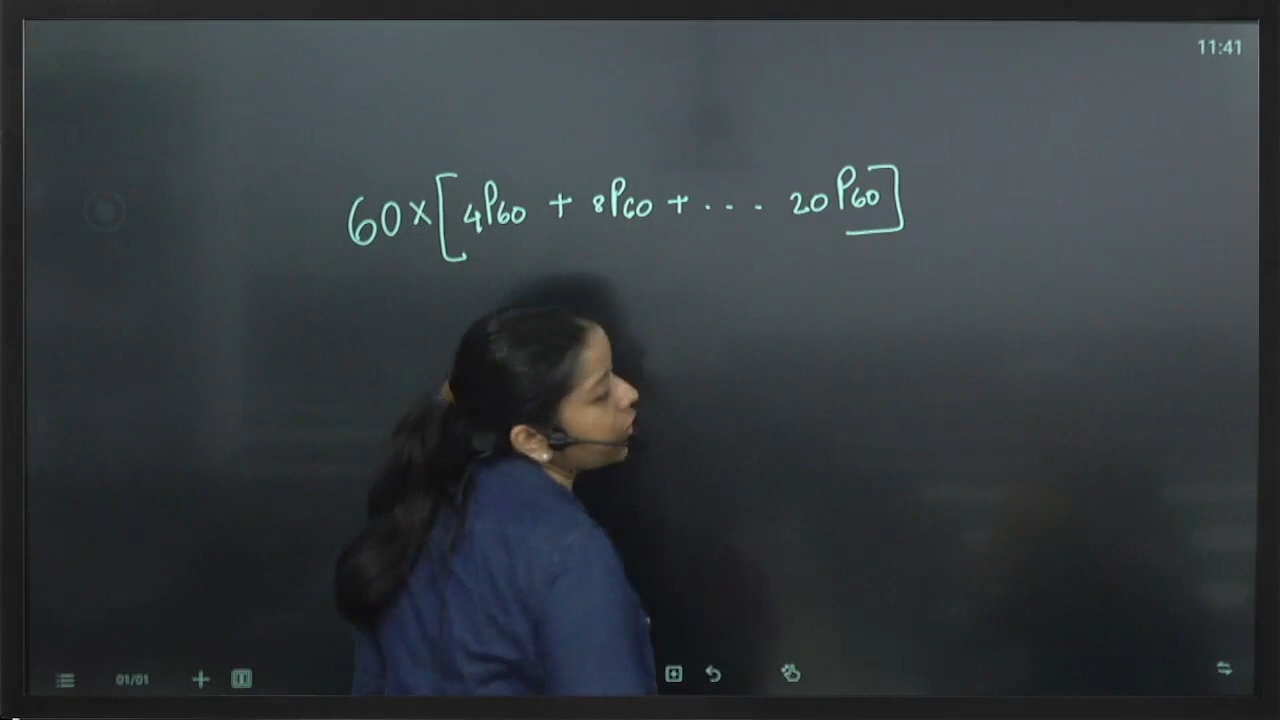 11:41
60 × [ ₄P₆₀ + ₈P₆₀ + ... ₂₀P₆₀ ]
01/01